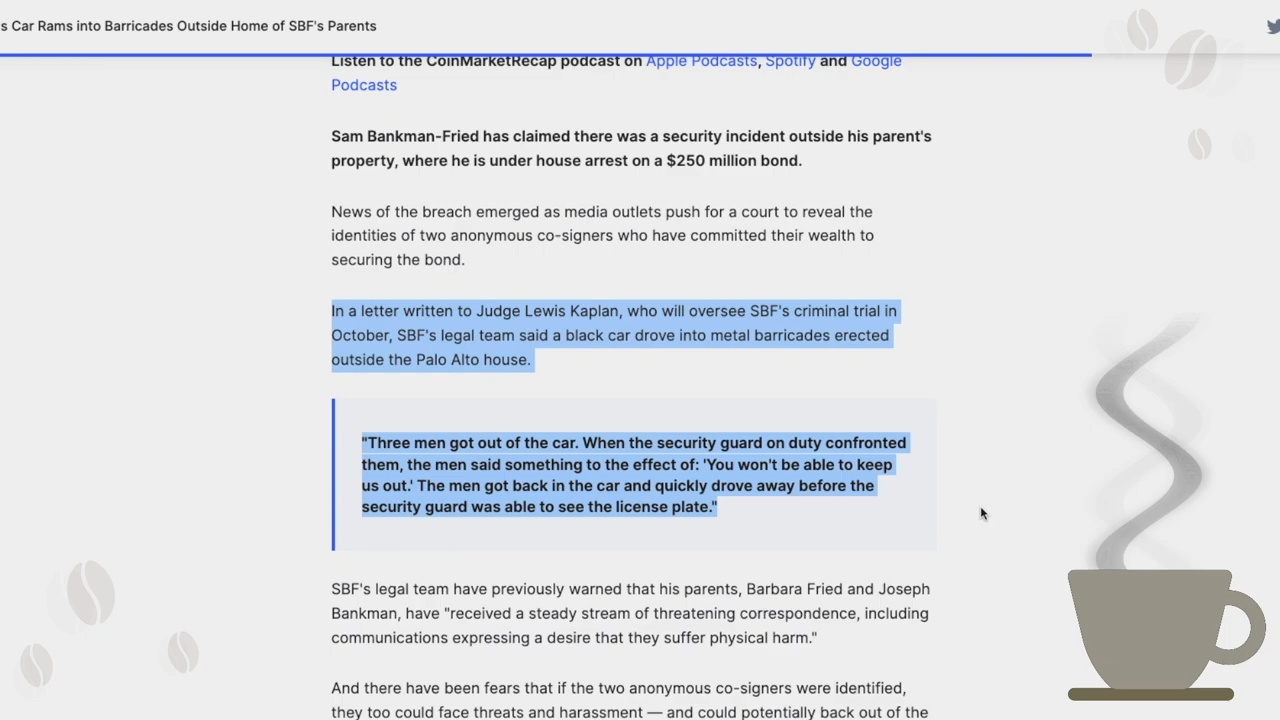 s Car Rams into Barricades Outside Home of SBF's Parents
Listen to the CoinMarketRecap podcast on Apple Podcasts, Spotify and Google
Podcasts
Sam Bankman-Fried has claimed there was a security incident outside his parent's
property, where he is under house arrest on a $250 million bond.
News of the breach emerged as media outlets push for a court to reveal the
identities of two anonymous co-signers who have committed their wealth to
securing the bond.
In a letter written to Judge Lewis Kaplan, who will oversee SBF's criminal trial in
October, SBF's legal team said a black car drove into metal barricades erected
outside the Palo Alto house.
"Three men got out of the car. When the security guard on duty confronted
them, the men said something to the effect of: 'You won't be able to keep
us out.' The men got back in the car and quickly drove away before the
security guard was able to see the license plate."
SBF's legal team have previously warned that his parents, Barbara Fried and Joseph
Bankman, have "received a steady stream of threatening correspondence, including
communications expressing a desire that they suffer physical harm."
And there have been fears that if the two anonymous co-signers were identified,
they too could face threats and harassment — and could potentially back out of the